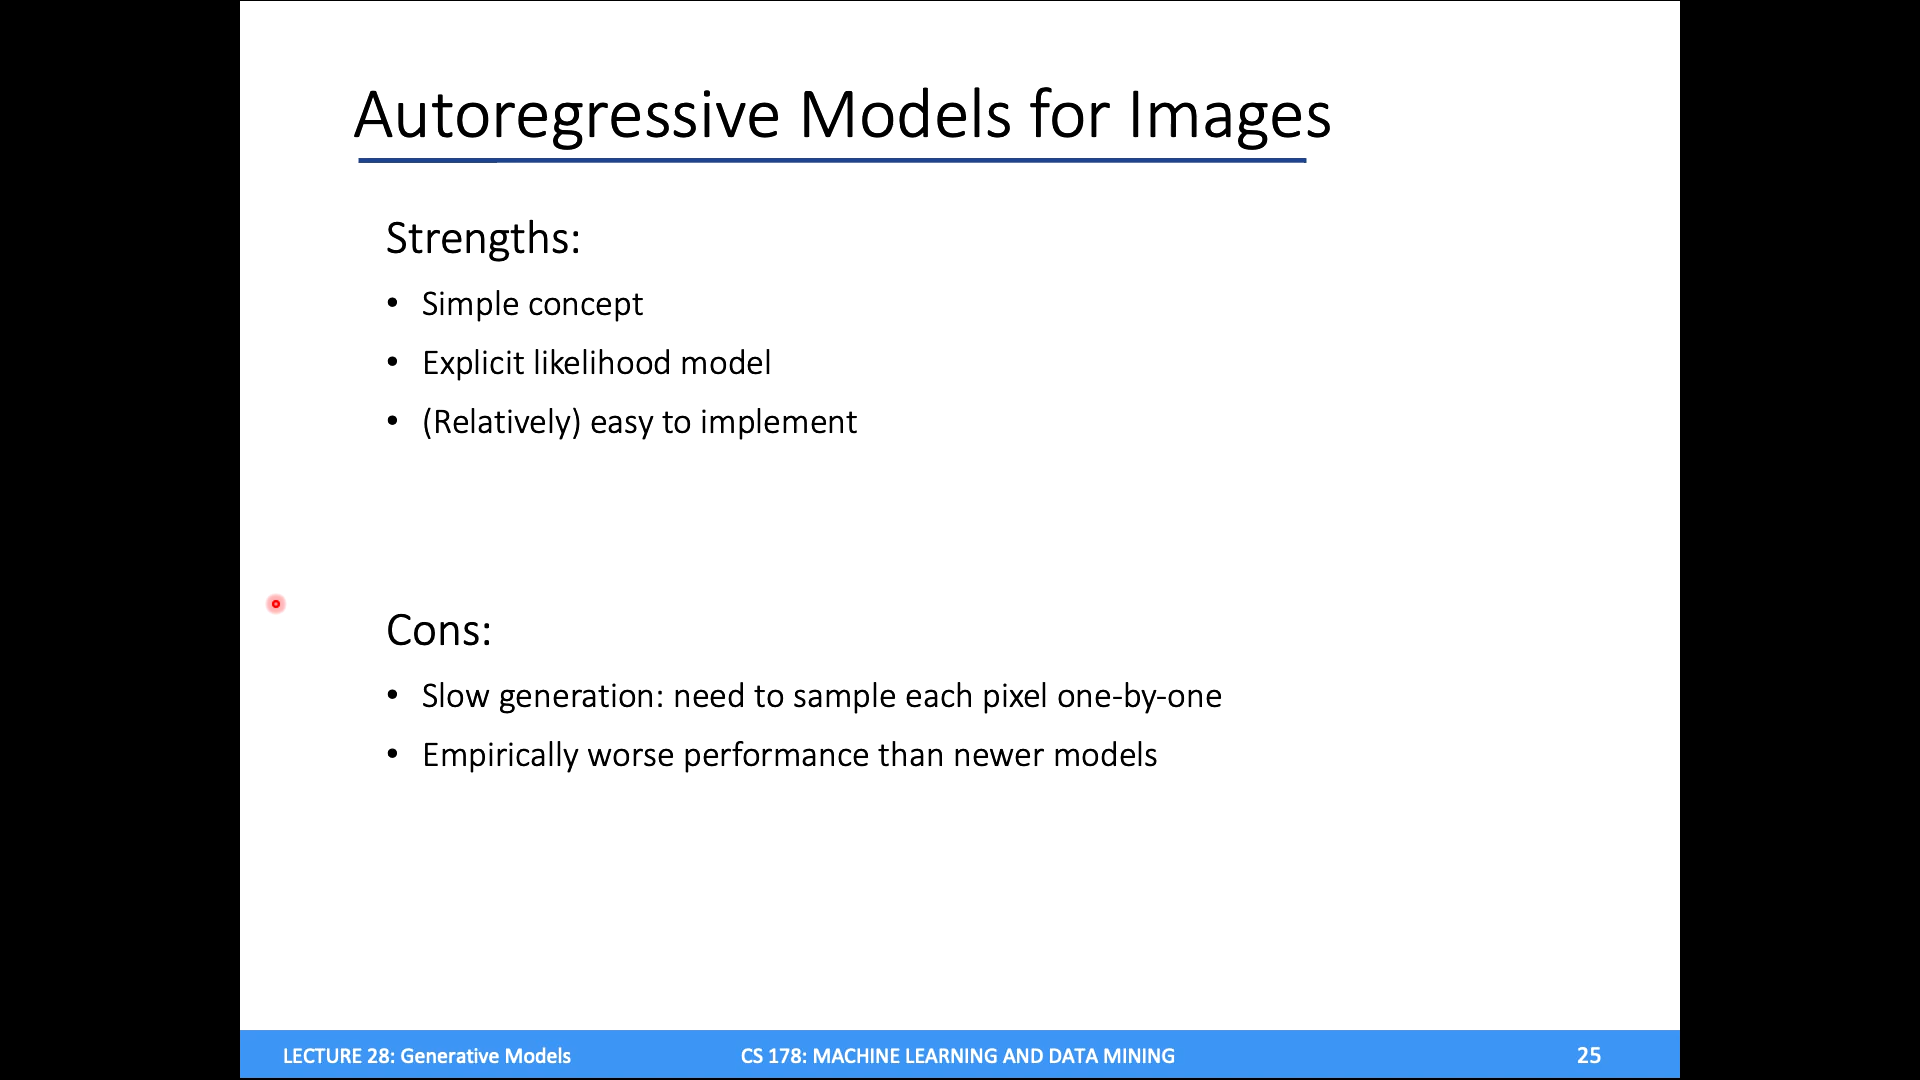 Autoregressive Models for Images
Strengths:
• Simple concept
• Explicit likelihood model
• (Relatively) easy to implement
Cons:
• Slow generation: need to sample each pixel one-by-one
• Empirically worse performance than newer models
LECTURE 28: Generative Models
CS 178: MACHINE LEARNING AND DATA MINING
25